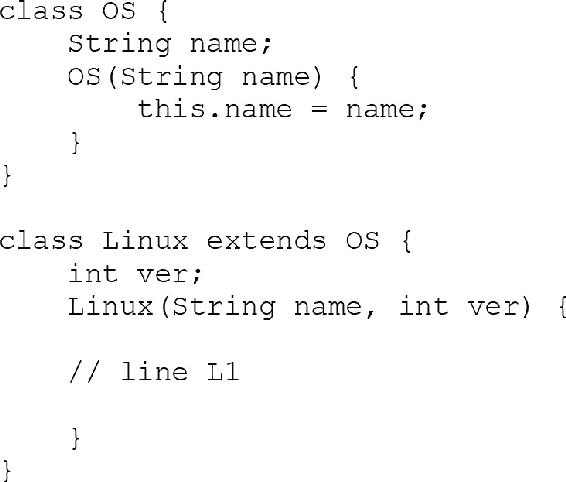 class OS {
    String name;
    OS(String name) {
        this.name = name;
    }
}

class Linux extends OS {
    int ver;
    Linux(String name, int ver) {

    // line L1

    }
}